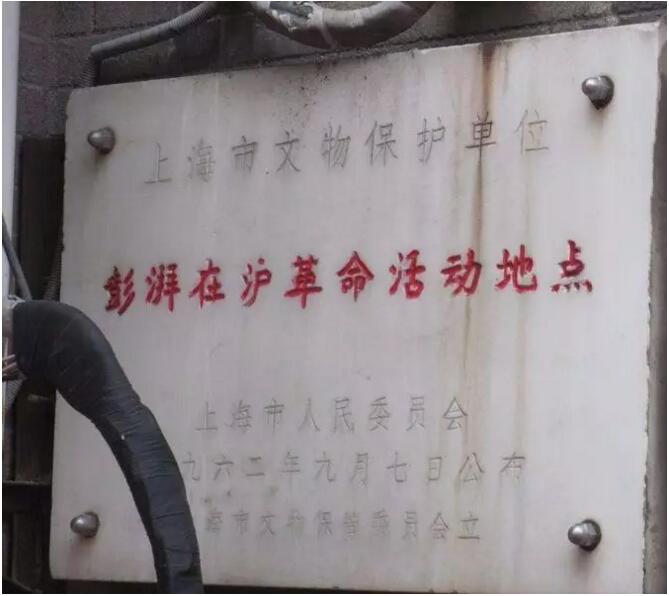 上海市文物保护单位
彭湃在沪革命活动地点
上海市人民委员会
九六二年九月七日公布
海市文物保管委员会立